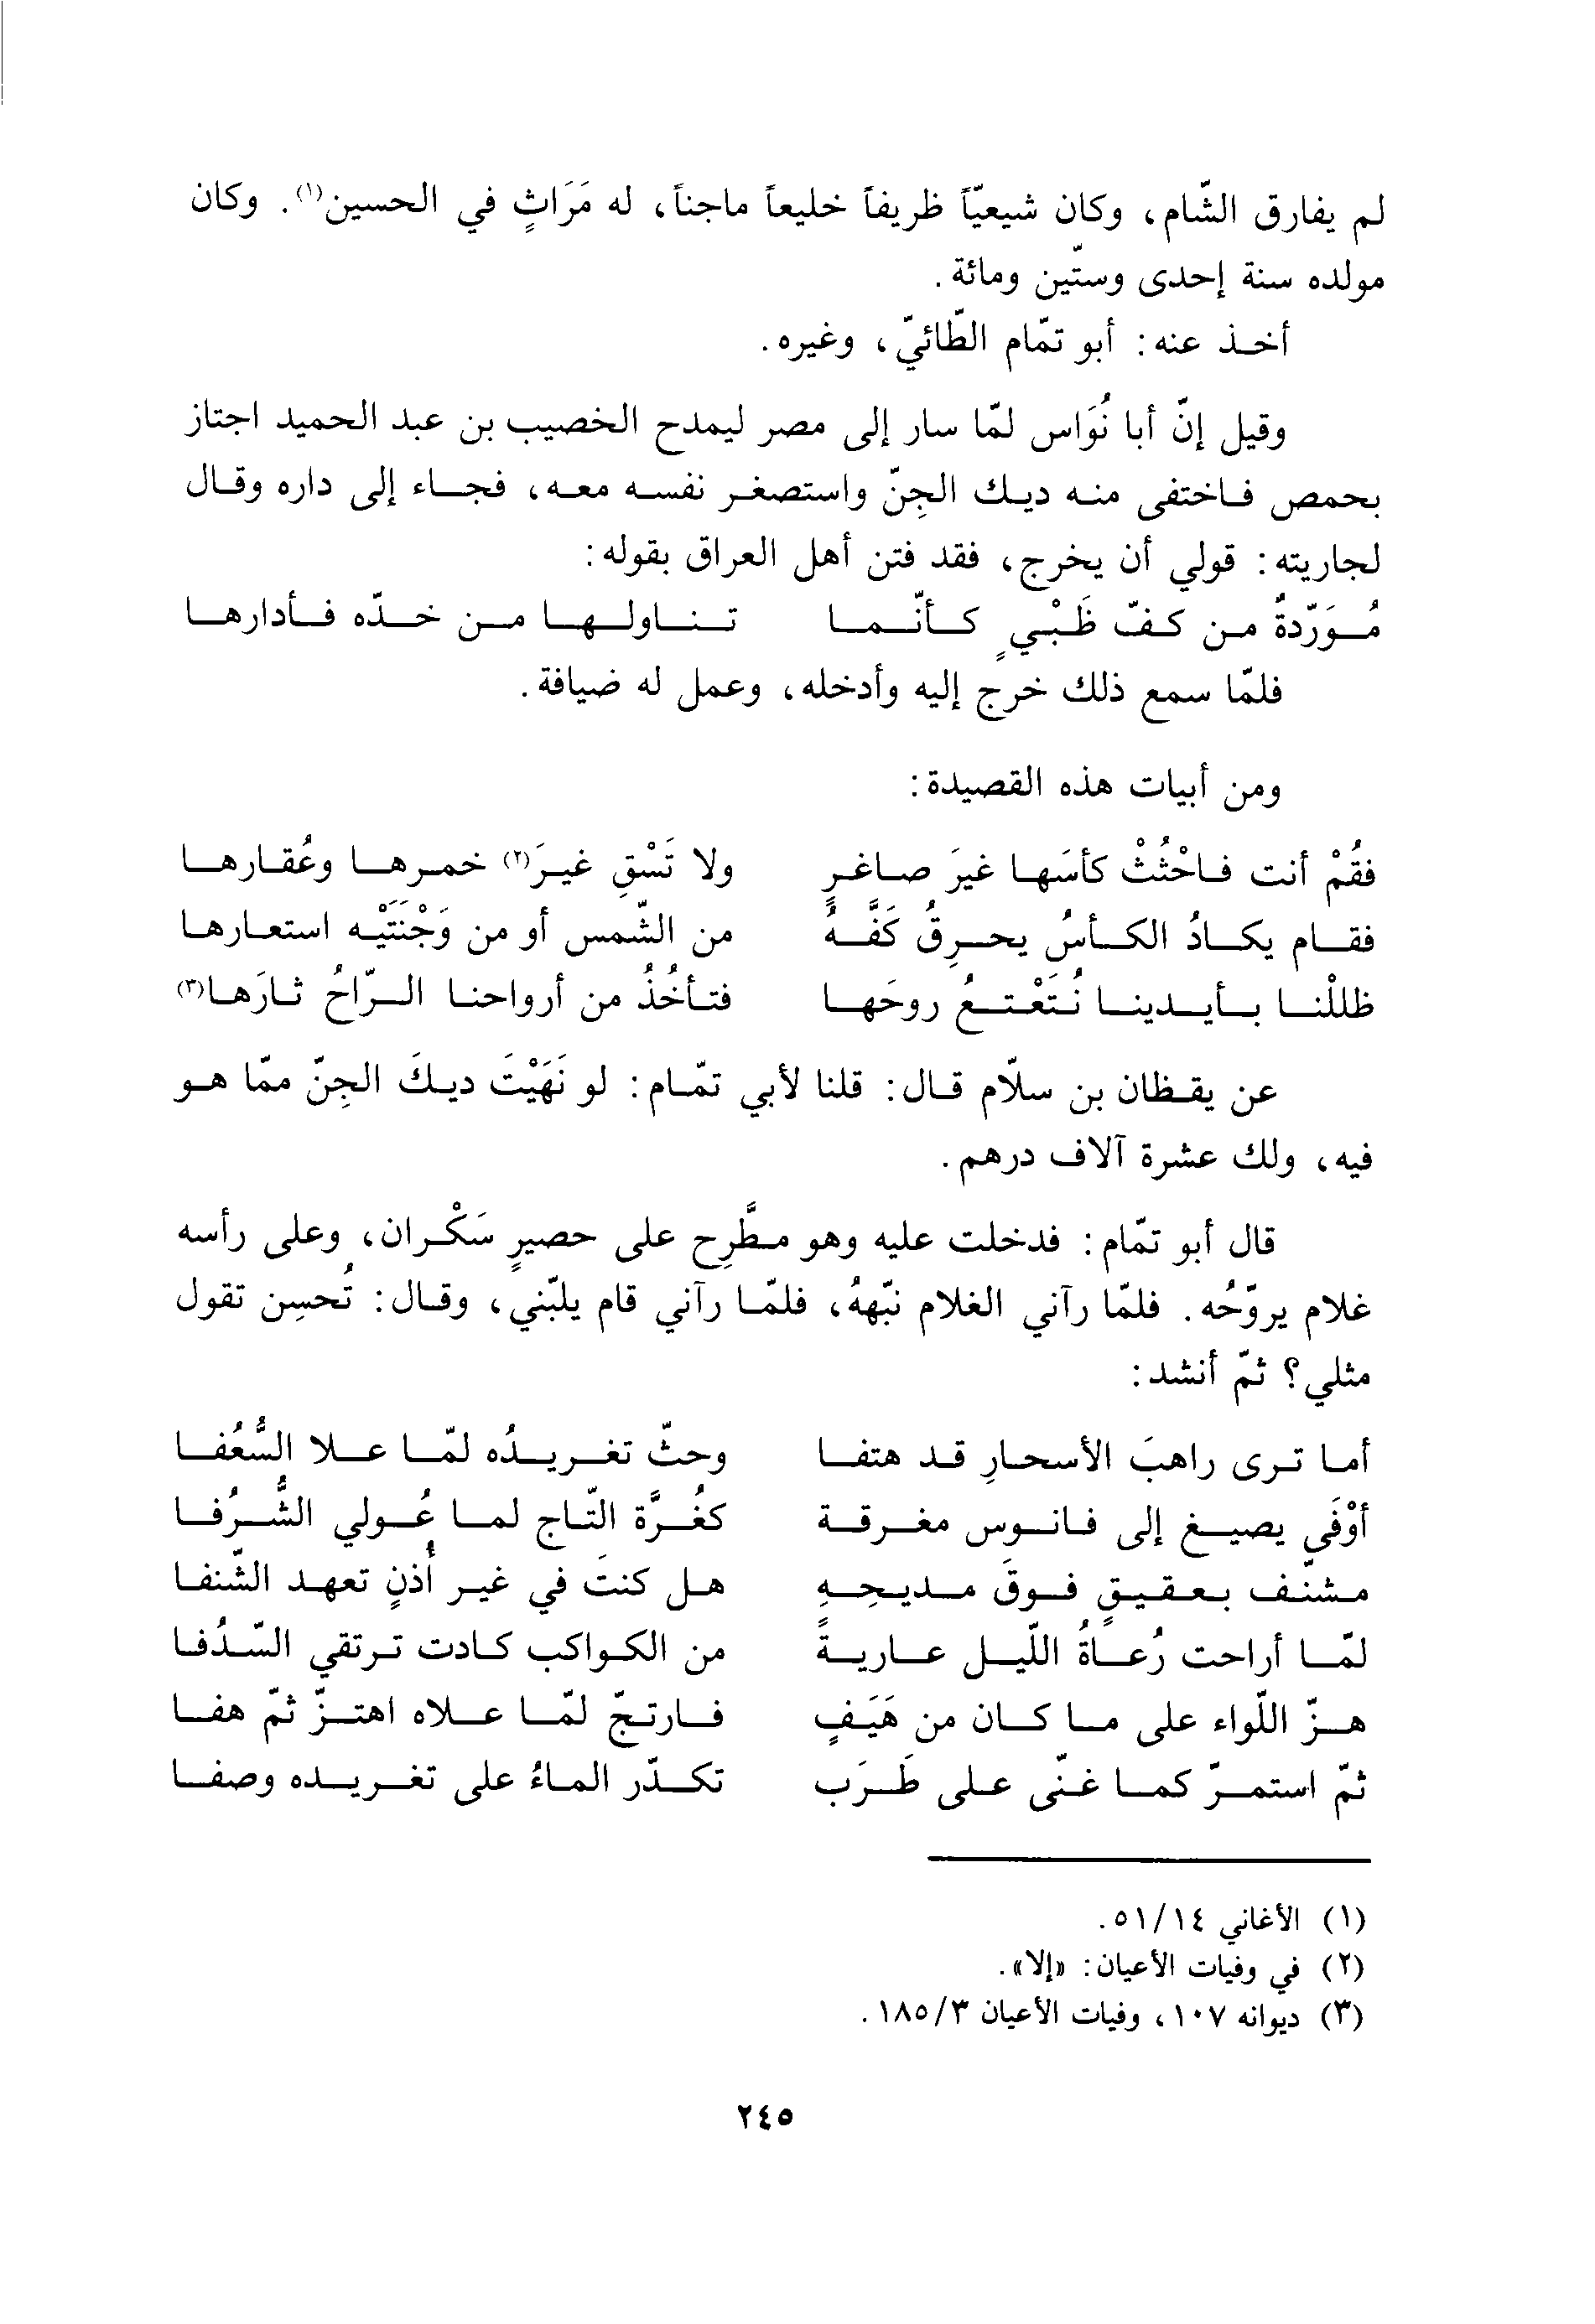 لم يفارق الشّام، وكان شيعيّاً ظريفاً خليعاً ماجناً، له مَرَاثٍ في الحسين(١). وكان
مولده سنة إحدى وستّين ومائة.
أخذ عنه: أبو تمّام الطّائيّ، وغيره.
وقيل إنّ أبا نُوَاس لمّا سار إلى مصر ليمدح الخصيب بن عبد الحميد اجتاز
بحمص فاختفى منه ديك الجِنّ واستصغر نفسه معه، فجاء إلى داره وقال
لجاريته: قولي أن يخرج، فقد فتن أهل العراق بقوله:
مُورّدةٌ من كفّ ظَبْيٍ كأنّما تناولها من خدّه فأدارها
فلمّا سمع ذلك خرج إليه وأدخله، وعمل له ضيافة.
ومن أبيات هذه القصيدة:
فقُمْ أنت فاحْثُثْ كأسَها غيرَ صاغرٍ ولا تَسْقِ غيرَ(٢) خمرها وعُقارها
فقام يكادُ الكأسُ يحرِقُ كَفَّهُ من الشّمس أو من وَجْنَتَيْه استعارها
ظللْنا بأيدينا نُتَعْتعُ روحَها فتأخُذُ من أرواحنا الرّاحُ ثارَها(٣)
عن يقظان بن سلاّم قال: قلنا لأبي تمّام: لو نَهَيْتَ ديكَ الجِنّ ممّا هو
فيه، ولك عشرة آلاف درهم.
قال أبو تمّام: فدخلت عليه وهو مطَّرِح على حصيرٍ سَكْران، وعلى رأسه
غلام يروّحُه. فلمّا رآني الغلام نبّههُ، فلمّا رآني قام يلبّني، وقال: تُحسِن تقول
مثلي؟ ثمّ أنشد:
أما ترى راهبَ الأسحارِ قد هتفا وحثّ تغريدُه لمّا علا السُّعُفا
أوْفَى يصيغ إلى فانوس مغرقة كغُرَّة التّاج لما عُولي الشُّرُفا
مشنّف بعقيقٍ فوقَ مديحِهِ هل كنتَ في غير أُذنٍ تعهد الشّنفا
لمّا أراحت رُعاةُ اللّيل عاريةً من الكواكب كادت ترتقي السّدُفا
هزّ اللّواء على ما كان من هَيَفٍ فارتجّ لمّا علاه اهتزّ ثمّ هفا
ثمّ استمرّ كما غنّى على طَرَب تكدّر الماءُ على تغريده وصفا
(١) الأغاني ٥١/١٤.
(٢) في وفيات الأعيان: «إلا».
(٣) ديوانه ١٠٧، وفيات الأعيان ١٨٥/٣.
٢٤٥